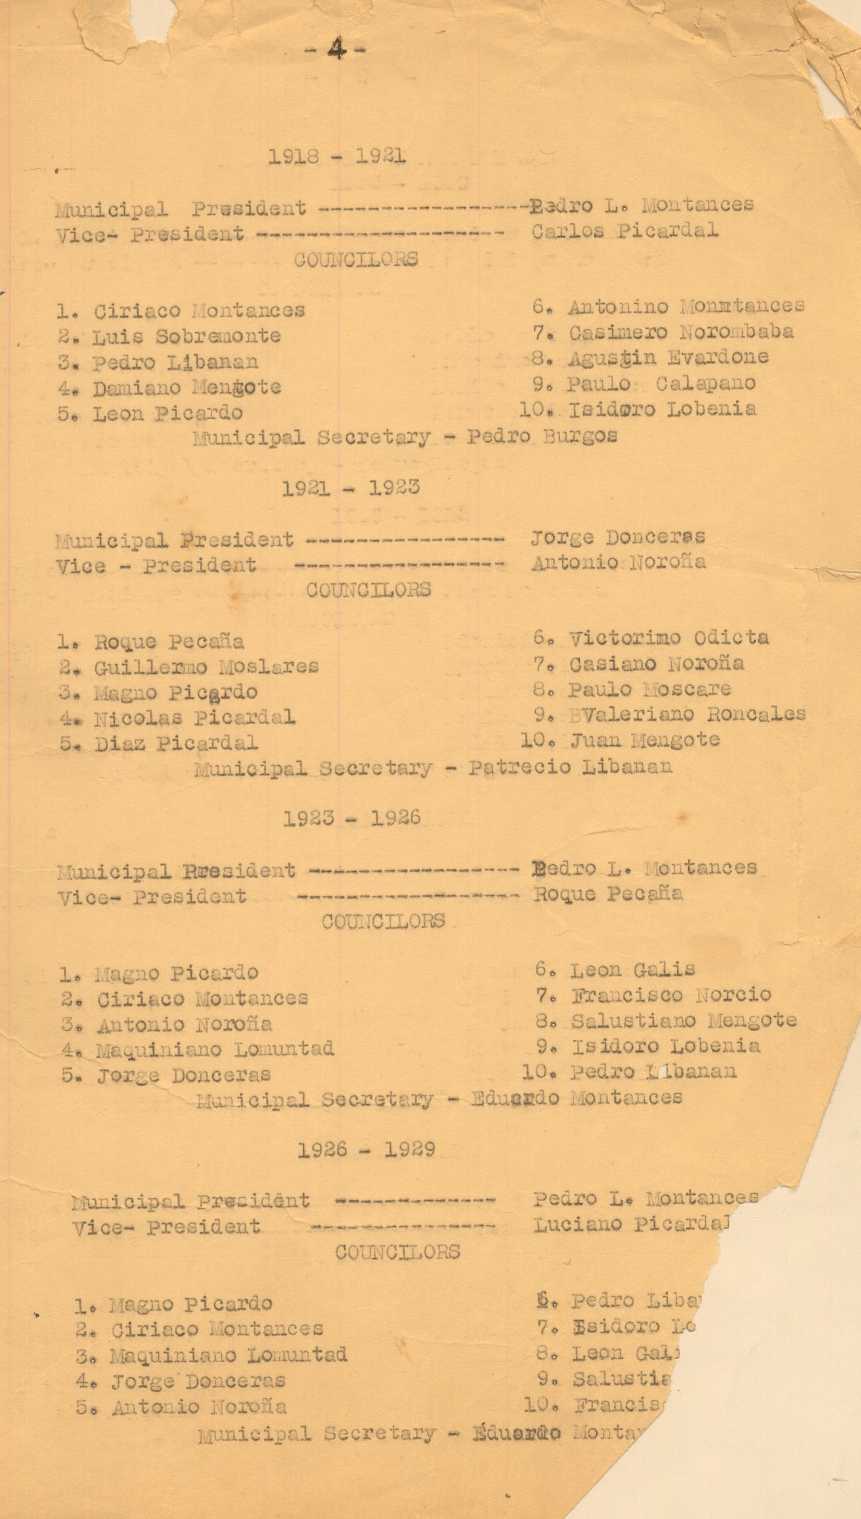 - 4 -
1918 - 1921
Municipal President ------------------Pedro L. Montances
Vice- President -------------------- Carlos Picardal
COUNCILORS
1. Ciriaco Montances 6. Antonino Monmtances
2. Luis Sobremonte 7. Casimero Norombaba
3. Pedro Libanan 8. Agustin Evardone
4. Damiano Mengote 9. Paulo Calapano
5. Leon Picardo 10. Isidoro Lobenia
Municipal Secretary - Pedro Burgos
1921 - 1923
Municipal President ---------------- Jorge Donceras
Vice - President ----------------- Antonio Noroña
COUNCILORS
1. Roque Pecaña 6. Victorimo Odicta
2. Guillermo Moslares 7. Casiano Noroña
3. Magno Picardo 8. Paulo Moscare
4. Nicolas Picardal 9. BValeriano Roncales
5. Diaz Picardal 10. Juan Mengote
Municipal Secretary - Patrecio Libanan
1923 - 1926
Municipal President ----------------- Pedro L. Montances
Vice- President ------------------ Roque Pecaña
COUNCILORS
1. Magno Picardo 6. Leon Galis
2. Ciriaco Montances 7. Francisco Norcio
3. Antonio Noroña 8. Salustiano Mengote
4. Maquiniano Lomuntad 9. Isidoro Lobenia
5. Jorge Donceras 10. Pedro Libanan
Municipal Secretary - Eduardo Montances
1926 - 1929
Municipal President ------------- Pedro L. Montances
Vice- President --------------- Luciano Picardal
COUNCILORS
1. Magno Picardo 6. Pedro Liba
2. Ciriaco Montances 7. Isidoro Lo
3. Maquiniano Lomuntad 8. Leon Gali
4. Jorge Donceras 9. Salustia
5. Antonio Noroña 10. Francis
Municipal Secretary - Eduardo Monta